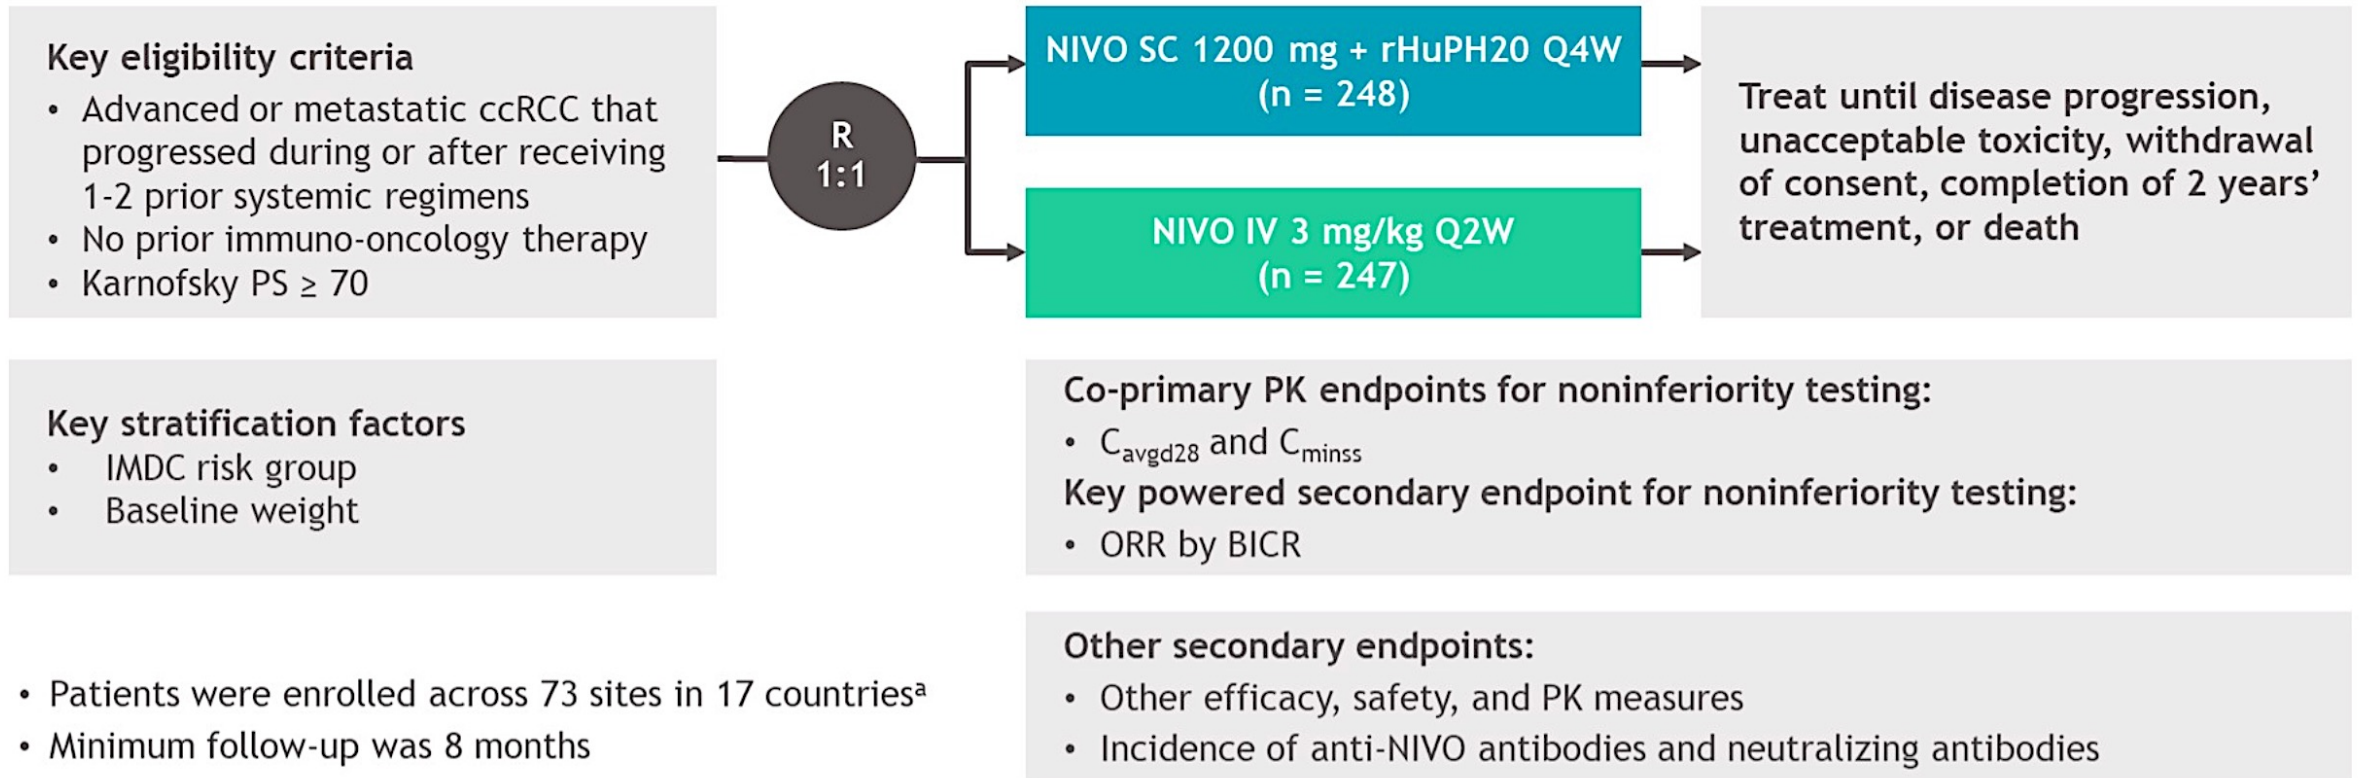 Key eligibility criteria
• Advanced or metastatic ccRCC that
progressed during or after receiving
1-2 prior systemic regimens
• No prior immuno-oncology therapy
• Karnofsky PS ≥ 70
R
1:1
NIVO SC 1200 mg + rHuPH20 Q4W
(n = 248)
NIVO IV 3 mg/kg Q2W
(n = 247)
Treat until disease progression,
unacceptable toxicity, withdrawal
of consent, completion of 2 years’
treatment, or death
Key stratification factors
• IMDC risk group
• Baseline weight
Co-primary PK endpoints for noninferiority testing:
• Cavgd28 and Cminss
Key powered secondary endpoint for noninferiority testing:
• ORR by BICR
• Patients were enrolled across 73 sites in 17 countriesª
• Minimum follow-up was 8 months
Other secondary endpoints:
• Other efficacy, safety, and PK measures
• Incidence of anti-NIVO antibodies and neutralizing antibodies